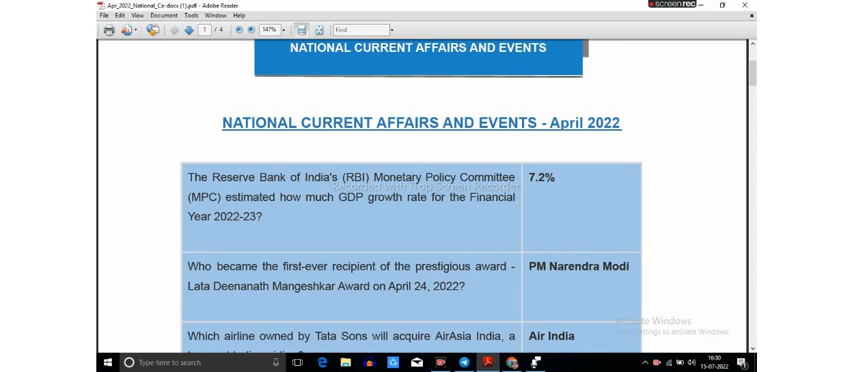 Apr_2022_National_Ca-docx (1).pdf - Adobe Reader
screenrec
File Edit View Document Tools Window Help
1 / 4 147% Find
NATIONAL CURRENT AFFAIRS AND EVENTS
NATIONAL CURRENT AFFAIRS AND EVENTS - April 2022
The Reserve Bank of India's (RBI) Monetary Policy Committee 7.2%
Recorded with iTop Screen Recorder
(MPC) estimated how much GDP growth rate for the Financial
Year 2022-23?
Who became the first-ever recipient of the prestigious award - PM Narendra Modi
Lata Deenanath Mangeshkar Award on April 24, 2022?
Activate Windows
Settings to activate Windows.
Which airline owned by Tata Sons will acquire AirAsia India, a Air India
Type here to search
16:30
15-07-2022